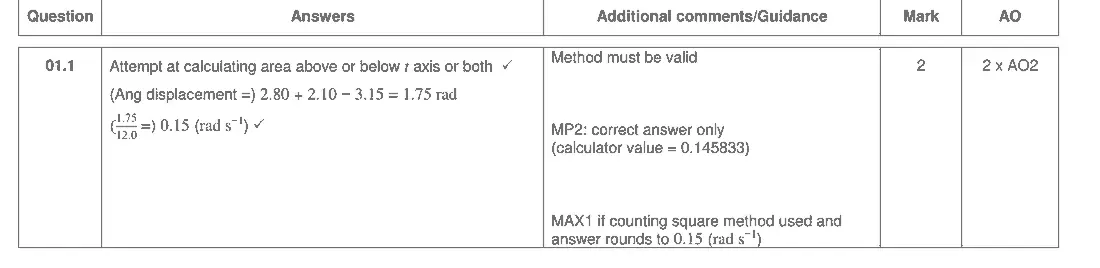 Question Answers Additional comments/Guidance Mark AO
01.1 Attempt at calculating area above or below t axis or both ✓ Method must be valid 2 2 x AO2
(Ang displacement =) 2.80 + 2.10 − 3.15 = 1.75 rad
(1.75/12.0 =) 0.15 (rad s⁻¹) ✓
MP2: correct answer only
(calculator value = 0.145833)
MAX1 if counting square method used and
answer rounds to 0.15 (rad s⁻¹)